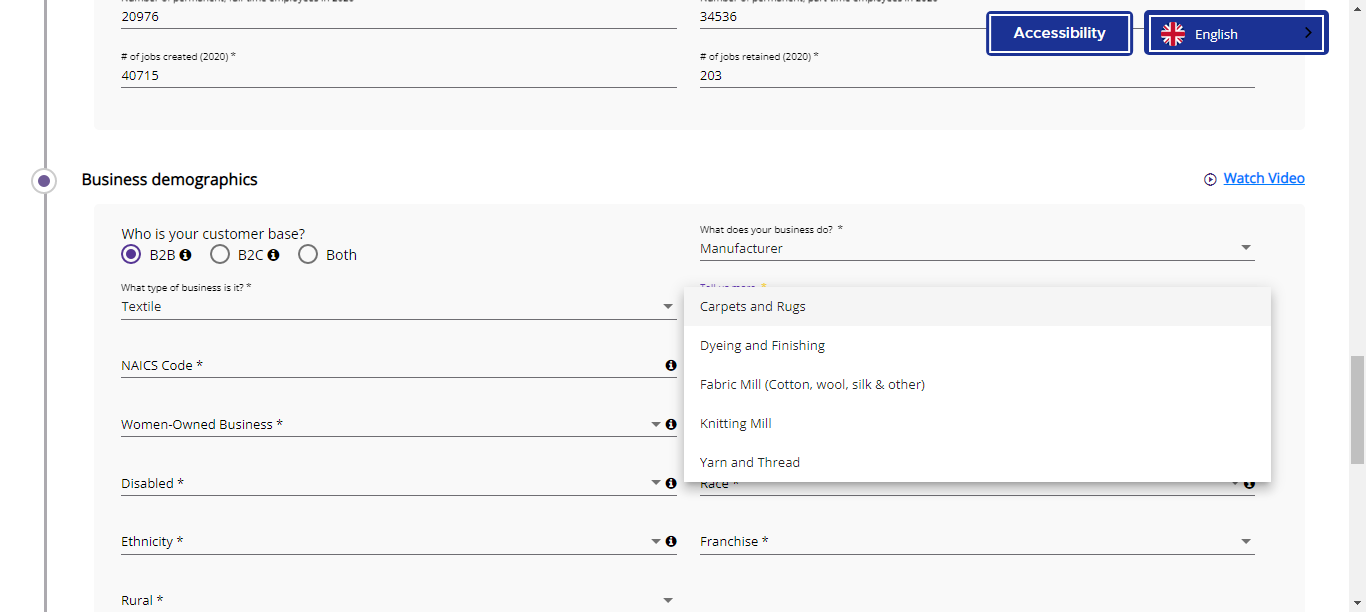 20976
34536
Accessibility
English
# of jobs created (2020) *
# of jobs retained (2020) *
40715
203
Business demographics
Watch Video
Who is your customer base?
B2B
B2C
Both
What does your business do? *
Manufacturer
What type of business is it? *
Textile
Carpets and Rugs
Dyeing and Finishing
Fabric Mill (Cotton, wool, silk & other)
Knitting Mill
Yarn and Thread
NAICS Code *
Women-Owned Business *
Disabled *
Race *
Ethnicity *
Franchise *
Rural *